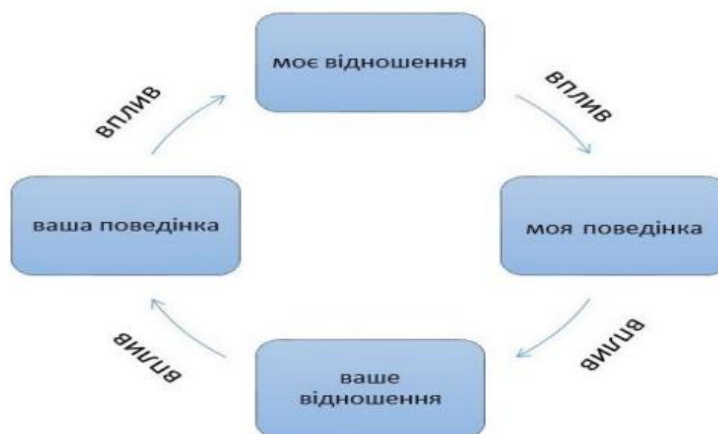 моє відношення
вплив
моя поведінка
вплив
ваше
відношення
вплив
ваша поведінка
вплив